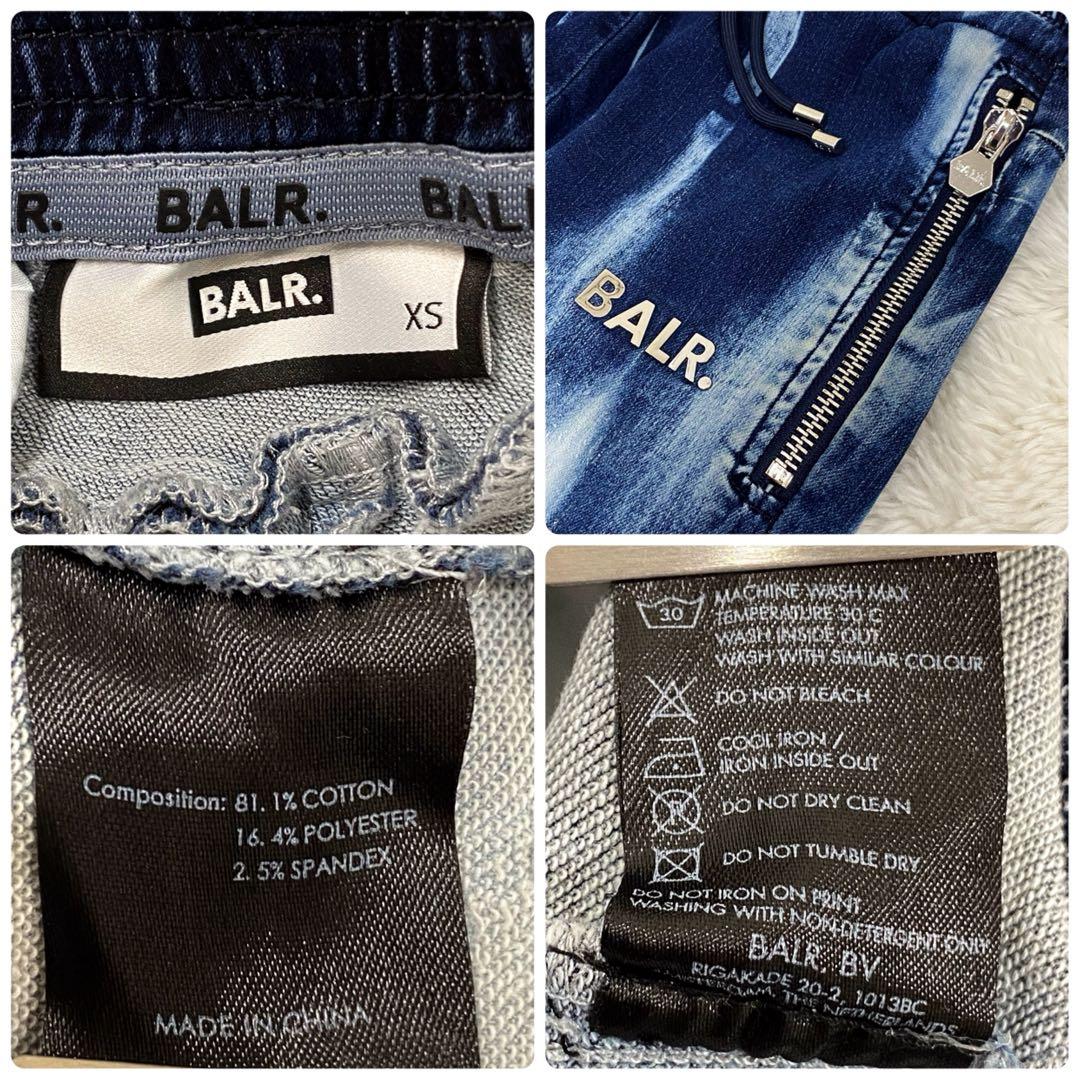 R. BALR. BAL
BALR.
XS
BALR.
BALR.
Composition: 81.1% COTTON
16.4% POLYESTER
2.5% SPANDEX
MADE IN CHINA
30
MACHINE WASH MAX
TEMPERATURE 30 C
WASH INSIDE OUT
WASH WITH SIMILAR COLOUR
DO NOT BLEACH
COOL IRON /
IRON INSIDE OUT
DO NOT DRY CLEAN
DO NOT TUMBLE DRY
DO NOT IRON ON PRINT
WASHING WITH NON-DETERGENT ONLY
BALR. BV
RIGAKADE 20-2, 1013BC
THE NETHERLANDS